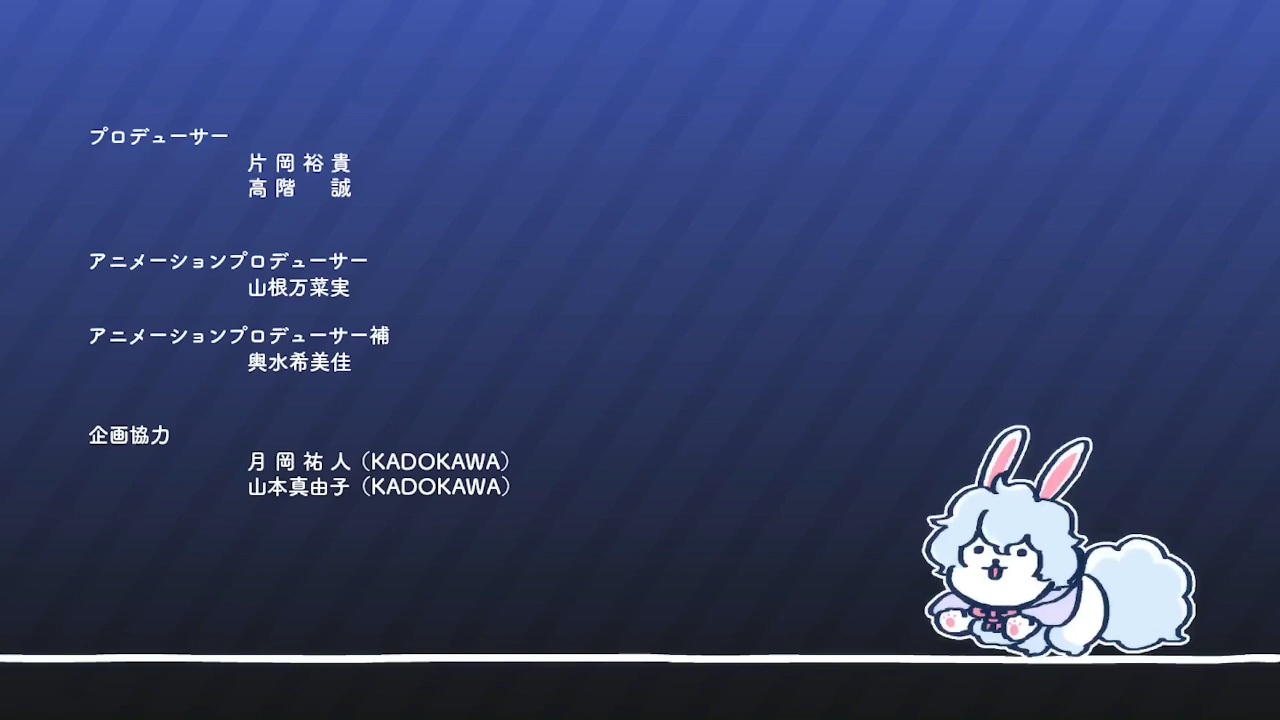 プロデューサー
片岡裕貴
高階 誠
アニメーションプロデューサー
山根万菜実
アニメーションプロデューサー補
輿水希美佳
企画協力
月岡祐人（KADOKAWA）
山本真由子（KADOKAWA）